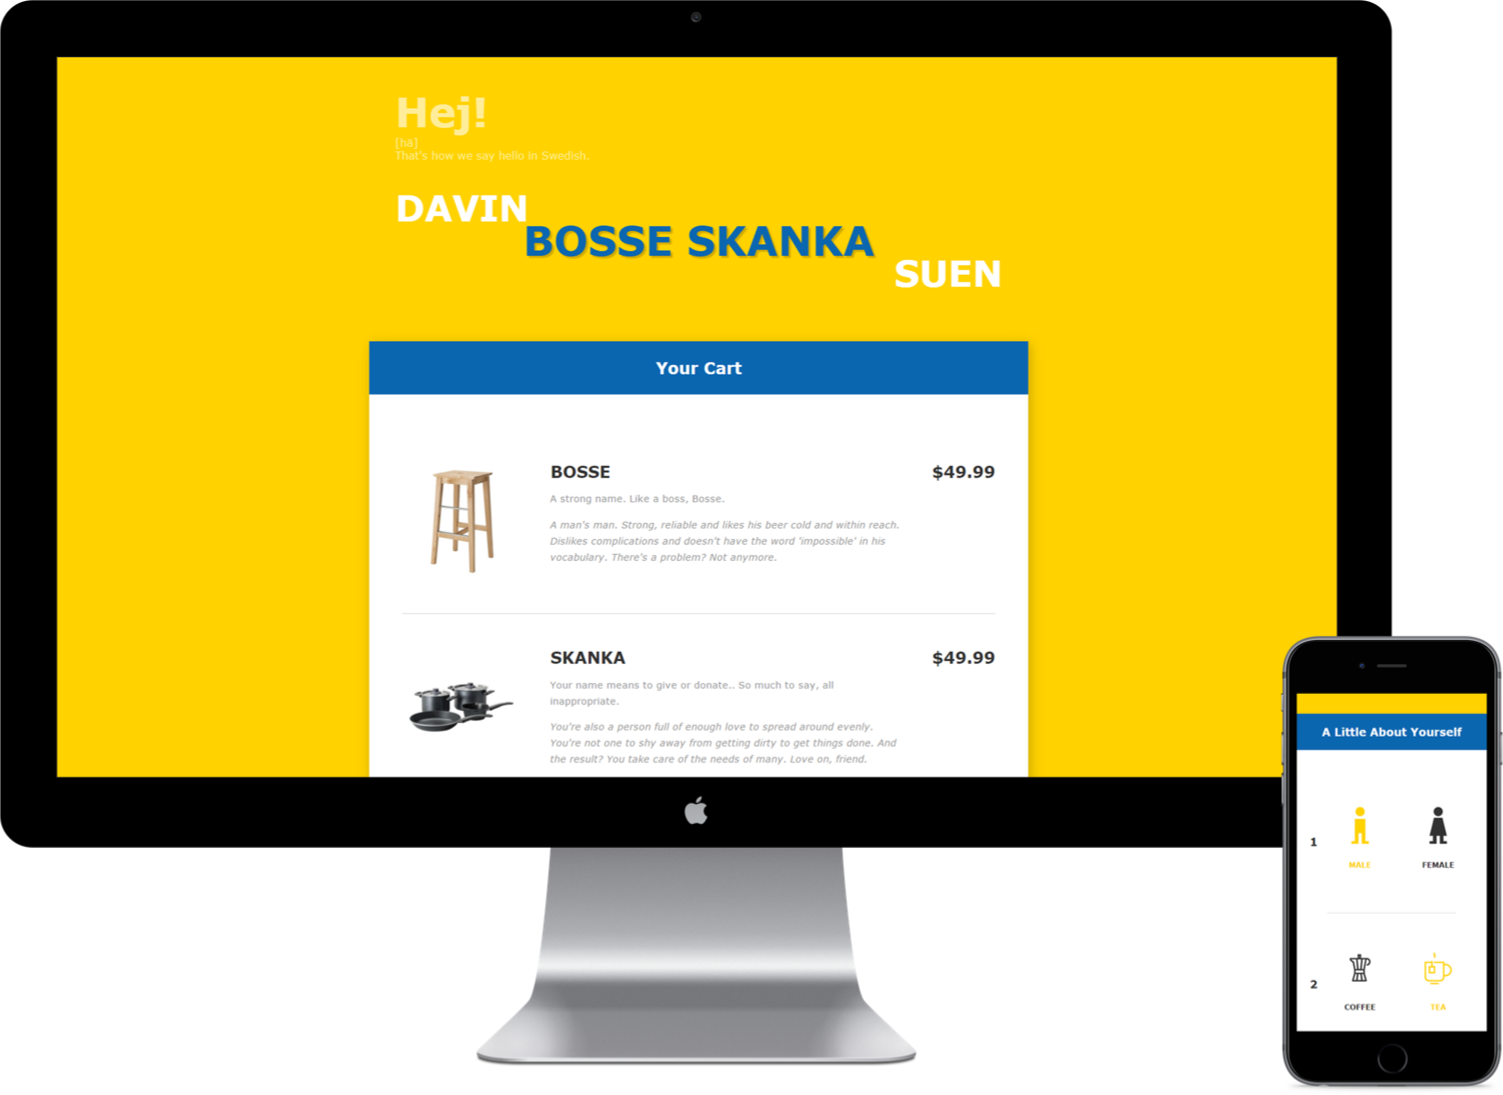 Hej!
[hä]
That's how we say hello in Swedish.
DAVIN
BOSSE SKANKA
SUEN
Your Cart
BOSSE
$49.99
A strong name. Like a boss, Bosse.
A man's man. Strong, reliable and likes his beer cold and within reach.
Dislikes complications and doesn't have the word 'impossible' in his
vocabulary. There's a problem? Not anymore.
SKANKA
$49.99
Your name means to give or donate.. So much to say, all
inappropriate.
You're also a person full of enough love to spread around evenly.
You're not one to shy away from getting dirty to get things done. And
the result? You take care of the needs of many. Love on, friend.
A Little About Yourself
1
MALE
FEMALE
2
COFFEE
TEA